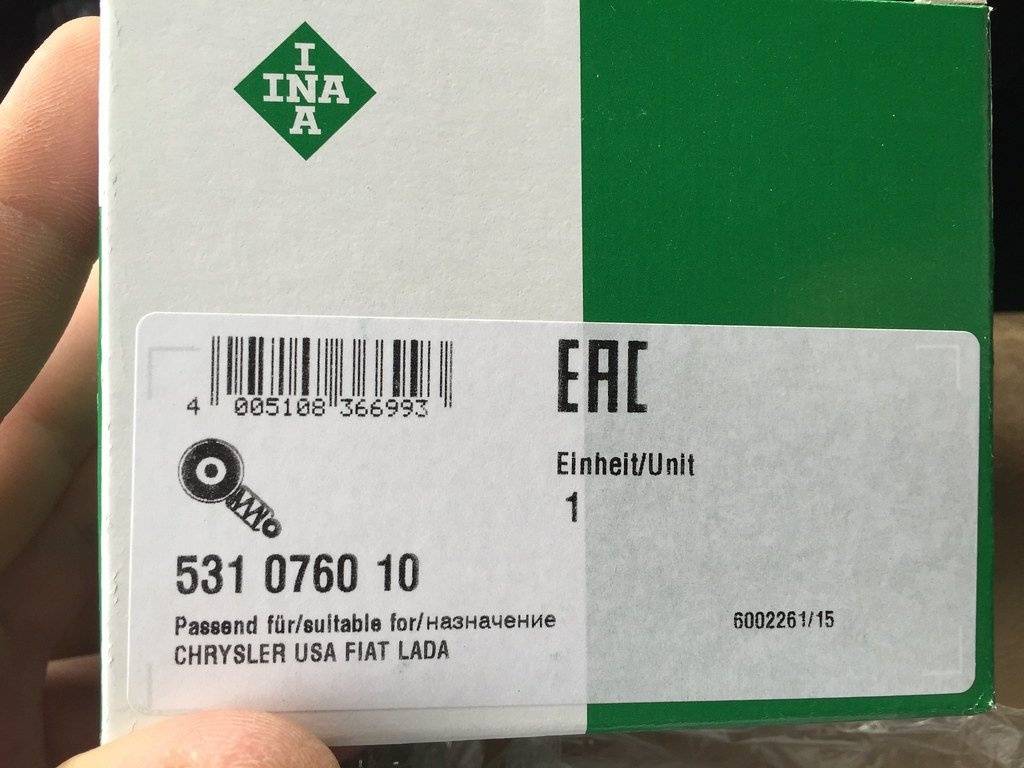 I
INA
A
4 005108 366993
EAC
Einheit/Unit
1
531 0760 10
Passend für/suitable for/назначение
CHRYSLER USA FIAT LADA
6002261/15